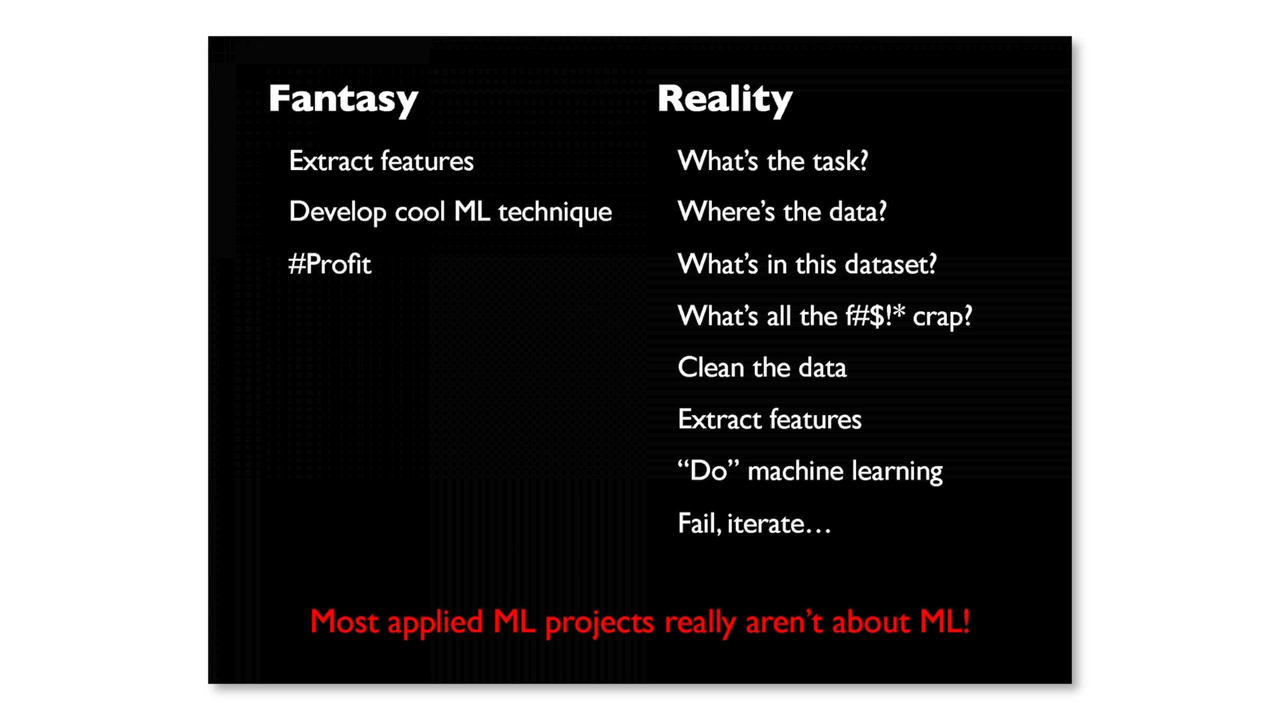 Fantasy
Extract features
Develop cool ML technique
#Profit
Reality
What’s the task?
Where’s the data?
What’s in this dataset?
What’s all the f#$!* crap?
Clean the data
Extract features
“Do” machine learning
Fail, iterate…
Most applied ML projects really aren’t about ML!